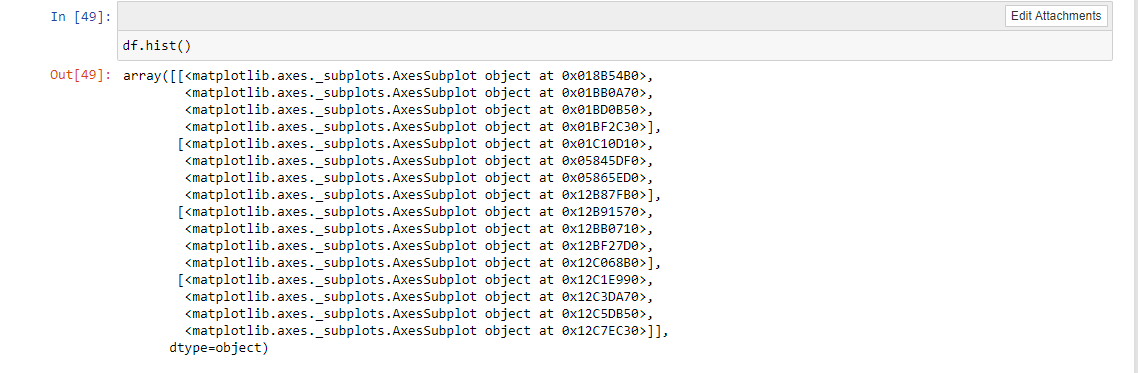 In [49]:
Edit Attachments
df.hist()
Out[49]: array([[<matplotlib.axes._subplots.AxesSubplot object at 0x018B54B0>,
<matplotlib.axes._subplots.AxesSubplot object at 0x01BB0A70>,
<matplotlib.axes._subplots.AxesSubplot object at 0x01BD0B50>,
<matplotlib.axes._subplots.AxesSubplot object at 0x01BF2C30>],
[<matplotlib.axes._subplots.AxesSubplot object at 0x01C10D10>,
<matplotlib.axes._subplots.AxesSubplot object at 0x05845DF0>,
<matplotlib.axes._subplots.AxesSubplot object at 0x05865ED0>,
<matplotlib.axes._subplots.AxesSubplot object at 0x12B87FB0>],
[<matplotlib.axes._subplots.AxesSubplot object at 0x12B91570>,
<matplotlib.axes._subplots.AxesSubplot object at 0x12BB0710>,
<matplotlib.axes._subplots.AxesSubplot object at 0x12BF27D0>,
<matplotlib.axes._subplots.AxesSubplot object at 0x12C068B0>],
[<matplotlib.axes._subplots.AxesSubplot object at 0x12C1E990>,
<matplotlib.axes._subplots.AxesSubplot object at 0x12C3DA70>,
<matplotlib.axes._subplots.AxesSubplot object at 0x12C5DB50>,
<matplotlib.axes._subplots.AxesSubplot object at 0x12C7EC30>]],
dtype=object)